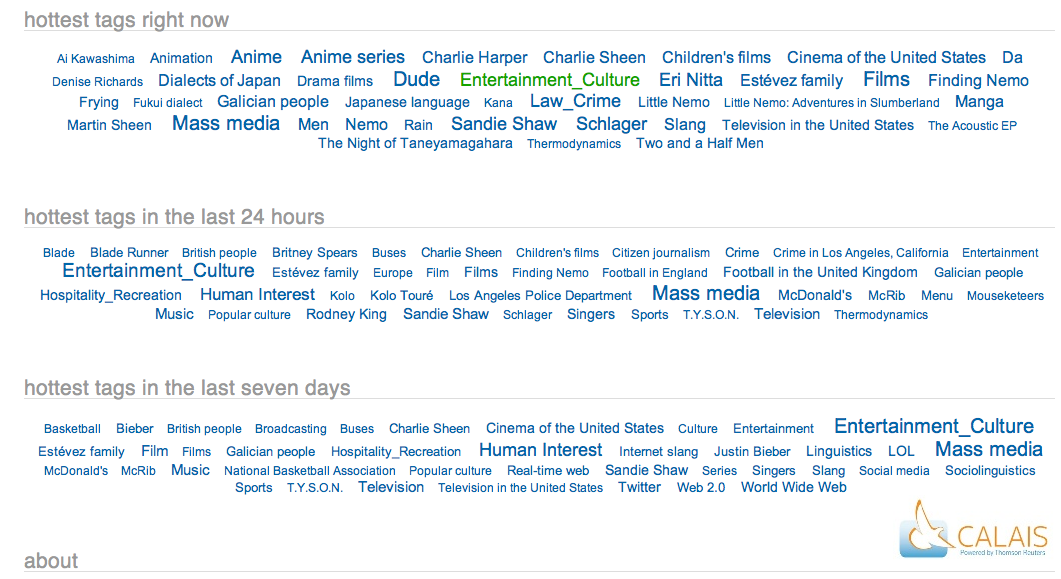 hottest tags right now
Ai Kawashima Animation Anime Anime series Charlie Harper Charlie Sheen Children's films Cinema of the United States Da
Denise Richards Dialects of Japan Drama films Dude Entertainment_Culture Eri Nitta Estévez family Films Finding Nemo
Frying Fukui dialect Galician people Japanese language Kana Law_Crime Little Nemo Little Nemo: Adventures in Slumberland Manga
Martin Sheen Mass media Men Nemo Rain Sandie Shaw Schlager Slang Television in the United States The Acoustic EP
The Night of Taneyamagahara Thermodynamics Two and a Half Men
hottest tags in the last 24 hours
Blade Blade Runner British people Britney Spears Buses Charlie Sheen Children's films Citizen journalism Crime Crime in Los Angeles, California Entertainment
Entertainment_Culture Estévez family Europe Film Films Finding Nemo Football in England Football in the United Kingdom Galician people
Hospitality_Recreation Human Interest Kolo Kolo Touré Los Angeles Police Department Mass media McDonald's McRib Menu Mouseketeers
Music Popular culture Rodney King Sandie Shaw Schlager Singers Sports T.Y.S.O.N. Television Thermodynamics
hottest tags in the last seven days
Basketball Bieber British people Broadcasting Buses Charlie Sheen Cinema of the United States Culture Entertainment Entertainment_Culture
Estévez family Film Films Galician people Hospitality_Recreation Human Interest Internet slang Justin Bieber Linguistics LOL Mass media
McDonald's McRib Music National Basketball Association Popular culture Real-time web Sandie Shaw Series Singers Slang Social media Sociolinguistics
Sports T.Y.S.O.N. Television Television in the United States Twitter Web 2.0 World Wide Web
CALAIS
Powered by Thomson Reuters
about